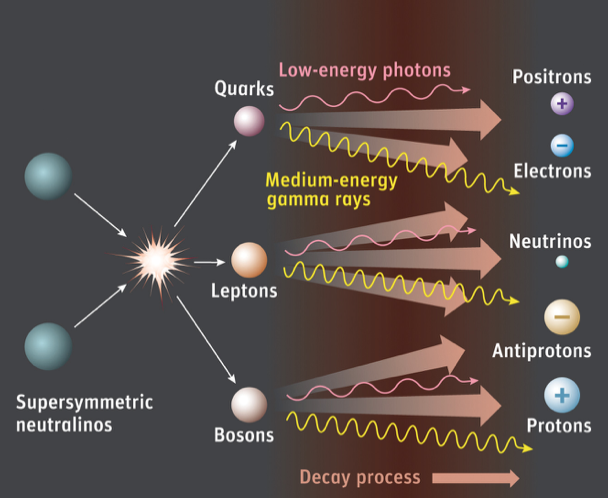 Low-energy photons
Quarks
Positrons
+
−
Electrons
Medium-energy
gamma rays
Neutrinos
Leptons
−
Antiprotons
Supersymmetric
neutralinos
+
Protons
Bosons
Decay process